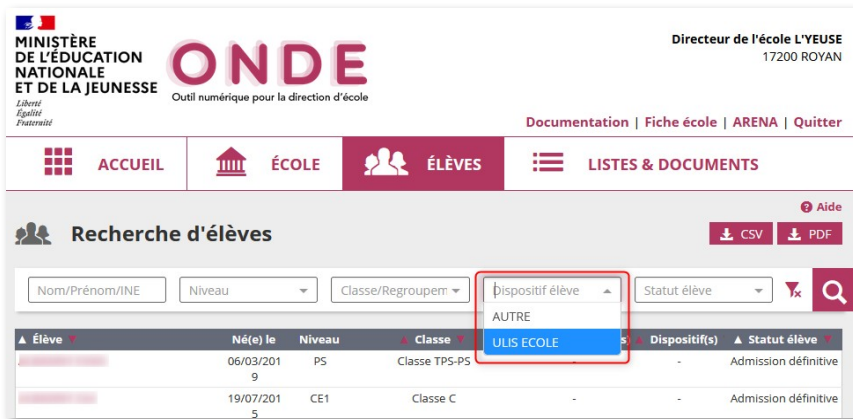 MINISTÈRE
DE L'ÉDUCATION
NATIONALE
ET DE LA JEUNESSE
Liberté
Égalité
Fraternité
ONDE
Outil numérique pour la direction d'école
Directeur de l'école L'YEUSE
17200 ROYAN
Documentation | Fiche école | ARENA | Quitter
ACCUEIL ÉCOLE ÉLÈVES LISTES & DOCUMENTS
Aide
Recherche d'élèves CSV PDF
Nom/Prénom/INE Niveau Classe/Regroupem Dispositif élève Statut élève
AUTRE
ULIS ECOLE
Élève Né(e) le Niveau Classe s) Dispositif(s) Statut élève
06/03/201 PS Classe TPS-PS - - Admission définitive
9
19/07/201 CE1 Classe C - - Admission définitive
5